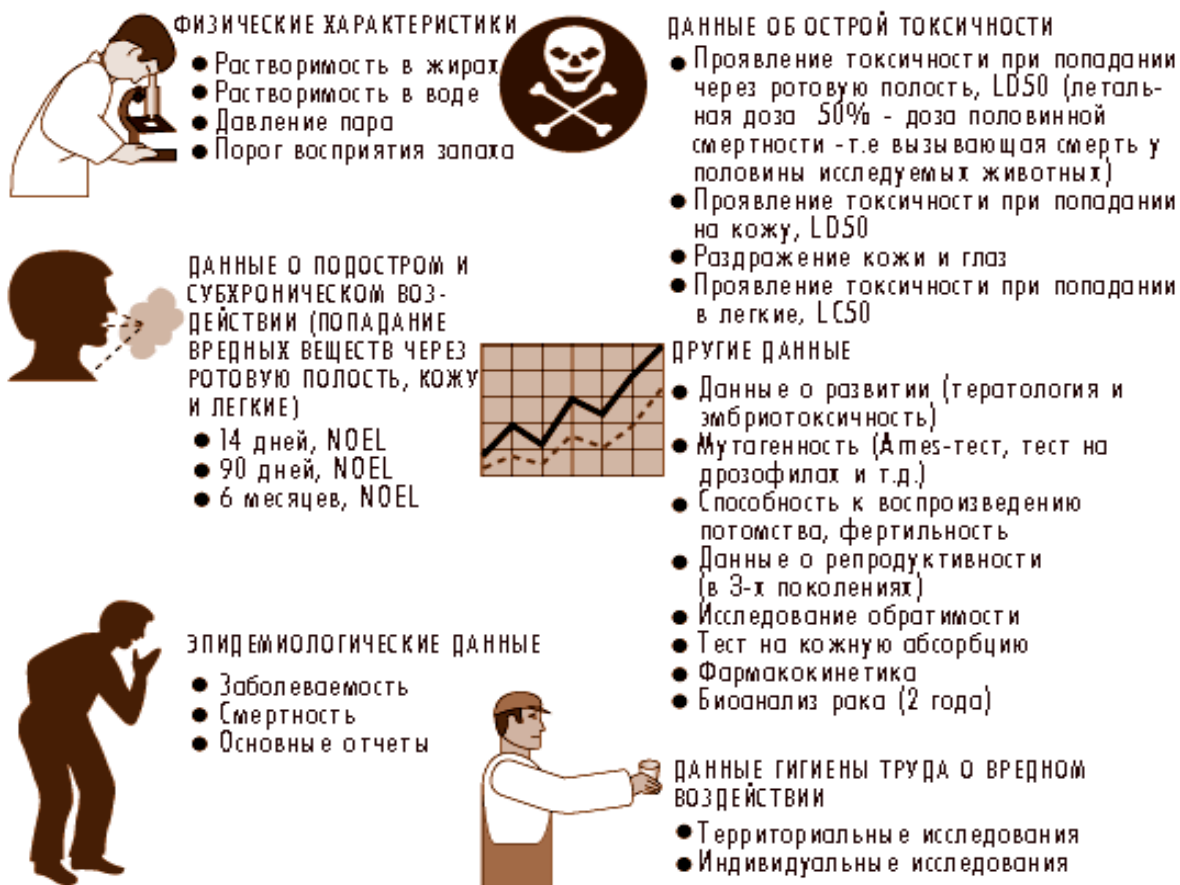 ФИЗИЧЕСКИЕ ХАРАКТЕРИСТИКИ
● Растворимость в жирах
● Растворимость в воде
● Давление пара
● Порог восприятия запаха
ДАННЫЕ ОБ ОСТРОЙ ТОКСИЧНОСТИ
● Проявление токсичности при попадании
через ротовую полость, LD50 (леталь-
ная доза 50% - доза половинной
смертности -т.е вызывающая смерть у
половины исследуемых животных)
● Проявление токсичности при попадании
на кожу, LD50
● Раздражение кожи и глаз
● Проявление токсичности при попадании
в легкие, LC50
ДАННЫЕ О ПОДОСТРОМ И
СУБХРОНИЧЕСКОМ ВОЗ-
ДЕЙСТВИИ (ПОПАДАНИЕ
ВРЕДНЫХ ВЕЩЕСТВ ЧЕРЕЗ
РОТОВУЮ ПОЛОСТЬ, КОЖУ
И ЛЕГКИЕ)
● 14 дней, NOEL
● 90 дней, NOEL
● 6 месяцев, NOEL
ДРУГИЕ ДАННЫЕ
● Данные о развитии (тератология и
эмбриотоксичность)
● Мутагенность (Ames-тест, тест на
дрозофилах и т.д.)
● Способность к воспроизведению
потомства, фертильность
● Данные о репродуктивности
(в 3-х поколениях)
● Исследование обратимости
● Тест на кожную абсорбцию
● Фармакокинетика
● Биоанализ рака (2 года)
ЭПИДЕМИОЛОГИЧЕСКИЕ ДАННЫЕ
● Заболеваемость
● Смертность
● Основные отчеты
ДАННЫЕ ГИГИЕНЫ ТРУДА О ВРЕДНОМ
ВОЗДЕЙСТВИИ
● Территориальные исследования
● Индивидуальные исследования